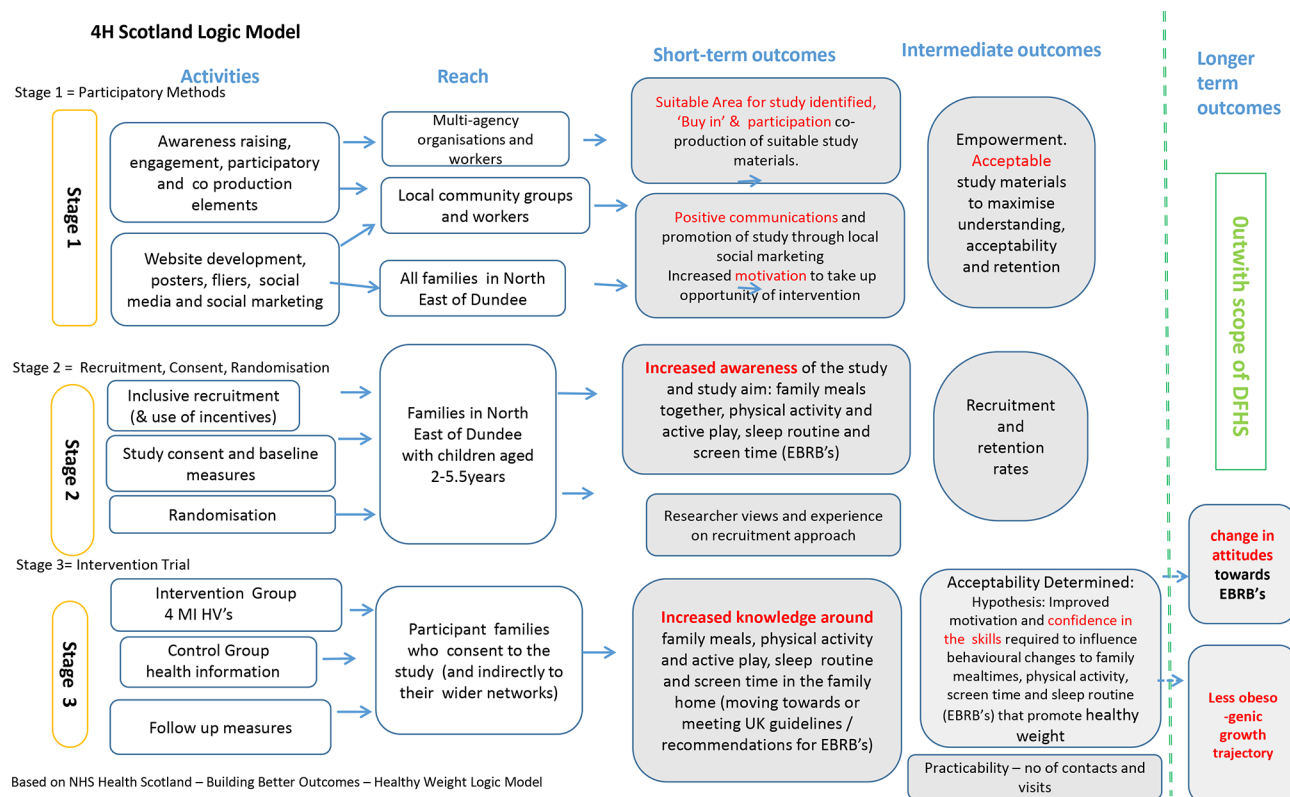 4H Scotland Logic Model
Activities
Reach
Short-term outcomes
Intermediate outcomes
Longer
term
outcomes
Stage 1 = Participatory Methods
Stage 1
Awareness raising,
engagement, participatory
and co production
elements
Website development,
posters, fliers, social
media and social marketing
Multi-agency
organisations and
workers
Local community groups
and workers
All families in North
East of Dundee
Suitable Area for study identified,
‘Buy in’ & participation co-
production of suitable study
materials.
Positive communications and
promotion of study through local
social marketing
Increased motivation to take up
opportunity of intervention
Empowerment.
Acceptable
study materials
to maximise
understanding,
acceptability
and retention
0utwith scope of DFHS
Stage 2 = Recruitment, Consent, Randomisation
Stage 2
Inclusive recruitment
(& use of incentives)
Study consent and baseline
measures
Randomisation
Families in North
East of Dundee
with children aged
2-5.5years
Increased awareness of the study
and study aim: family meals
together, physical activity and
active play, sleep routine and
screen time (EBRB’s)
Researcher views and experience
on recruitment approach
Recruitment
and
retention
rates
Stage 3= Intervention Trial
Stage 3
Intervention Group
4 MI HV’s
Control Group
health information
Follow up measures
Participant families
who consent to the
study (and indirectly to
their wider networks)
Increased knowledge around
family meals, physical activity
and active play, sleep routine
and screen time in the family
home (moving towards or
meeting UK guidelines /
recommendations for EBRB’s)
Acceptability Determined:
Hypothesis: Improved
motivation and confidence in
the skills required to influence
behavioural changes to family
mealtimes, physical activity,
screen time and sleep routine
(EBRB’s) that promote healthy
weight
Practicability – no of contacts and
visits
change in
attitudes
towards
EBRB’s
Less obeso
-genic
growth
trajectory
Based on NHS Health Scotland – Building Better Outcomes – Healthy Weight Logic Model